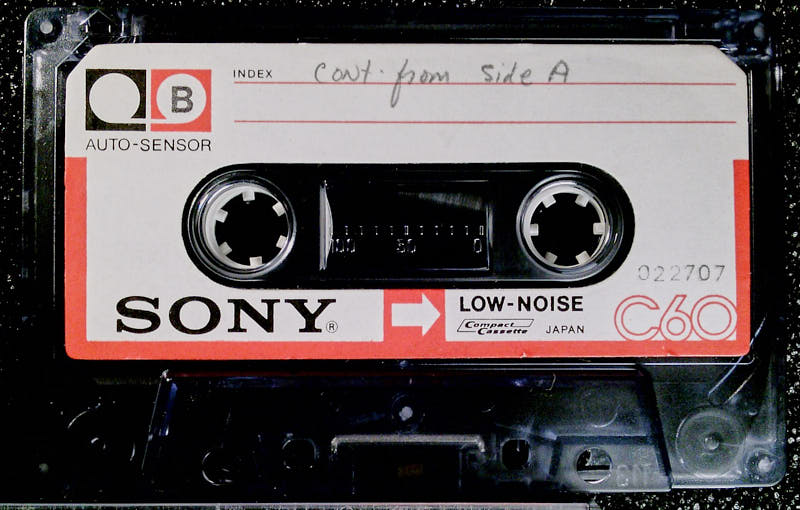 B
INDEX cont. from side A
AUTO-SENSOR
100 50 0
022707
SONY®
LOW-NOISE
Compact Cassette JAPAN
C60